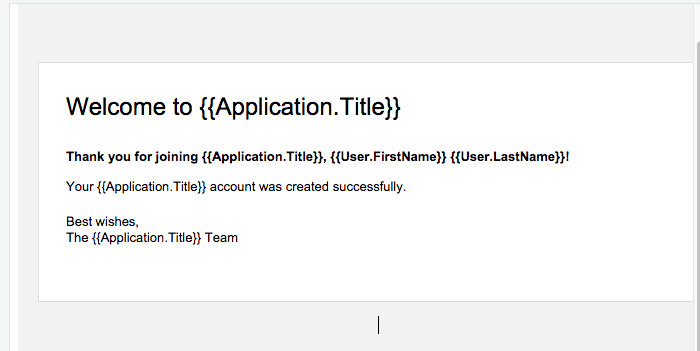 Welcome to {{Application.Title}}
Thank you for joining {{Application.Title}}, {{User.FirstName}} {{User.LastName}}!
Your {{Application.Title}} account was created successfully.
Best wishes,
The {{Application.Title}} Team